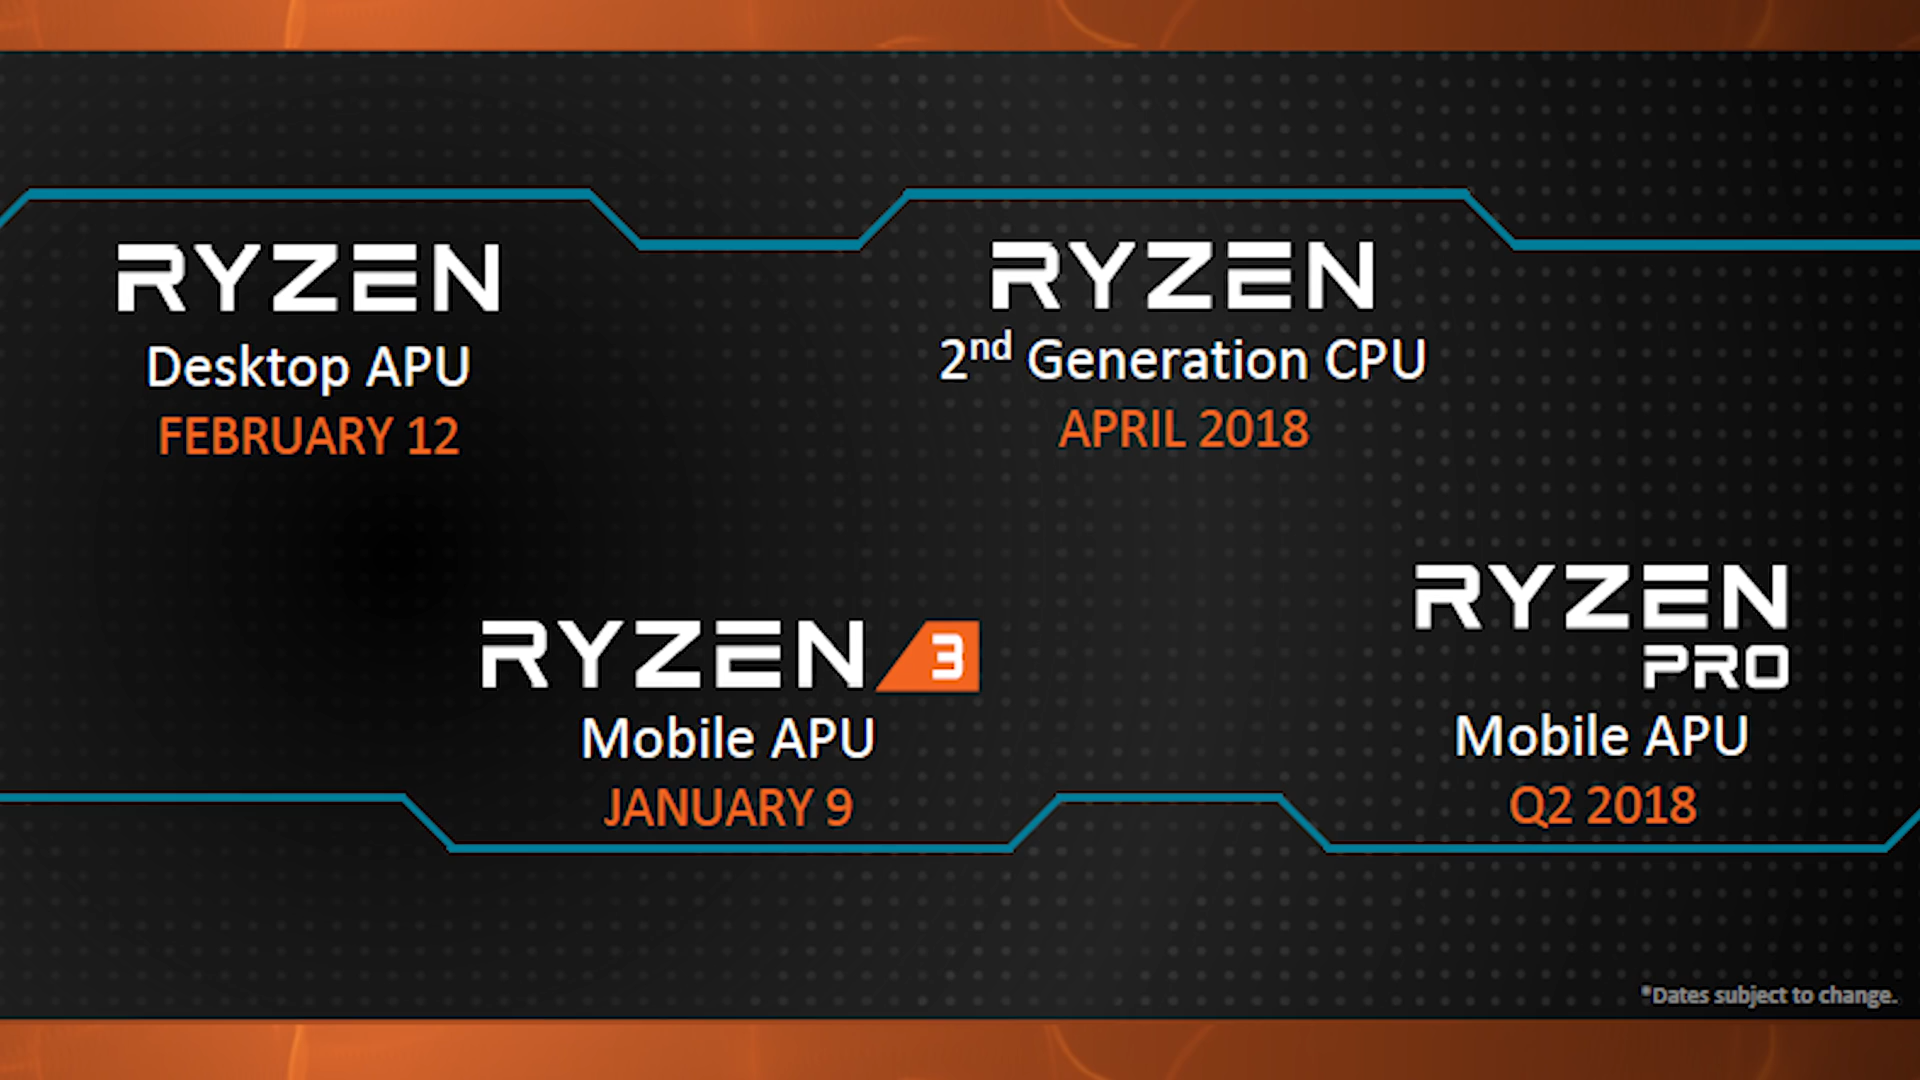 RYZEN
Desktop APU
FEBRUARY 12
RYZEN
2nd Generation CPU
APRIL 2018
RYZEN 3
Mobile APU
JANUARY 9
RYZEN
PRO
Mobile APU
Q2 2018
*Dates subject to change.